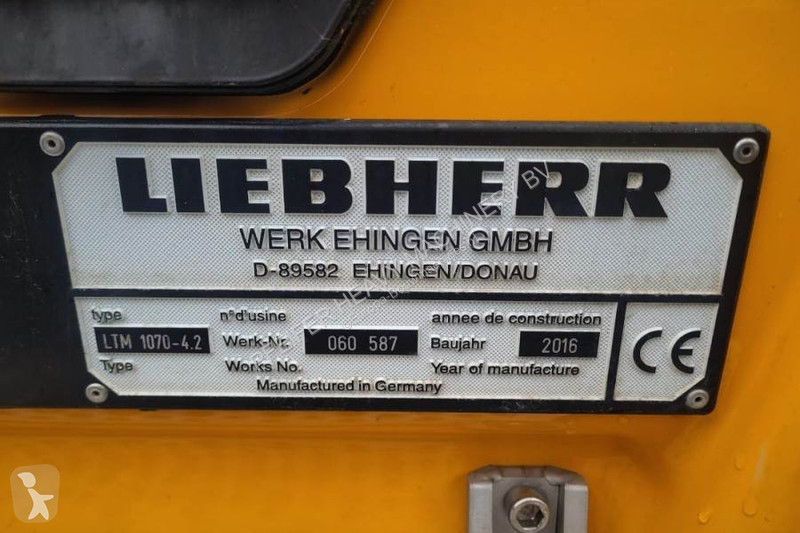 LIEBHERR
WERK EHINGEN GMBH
D-89582 EHINGEN/DONAU
type n°d'usine annee de construction
LTM 1070-4.2 Werk-Nr. 060 587 Baujahr 2016
Type Works No. Year of manufacture
Manufactured in Germany
CE